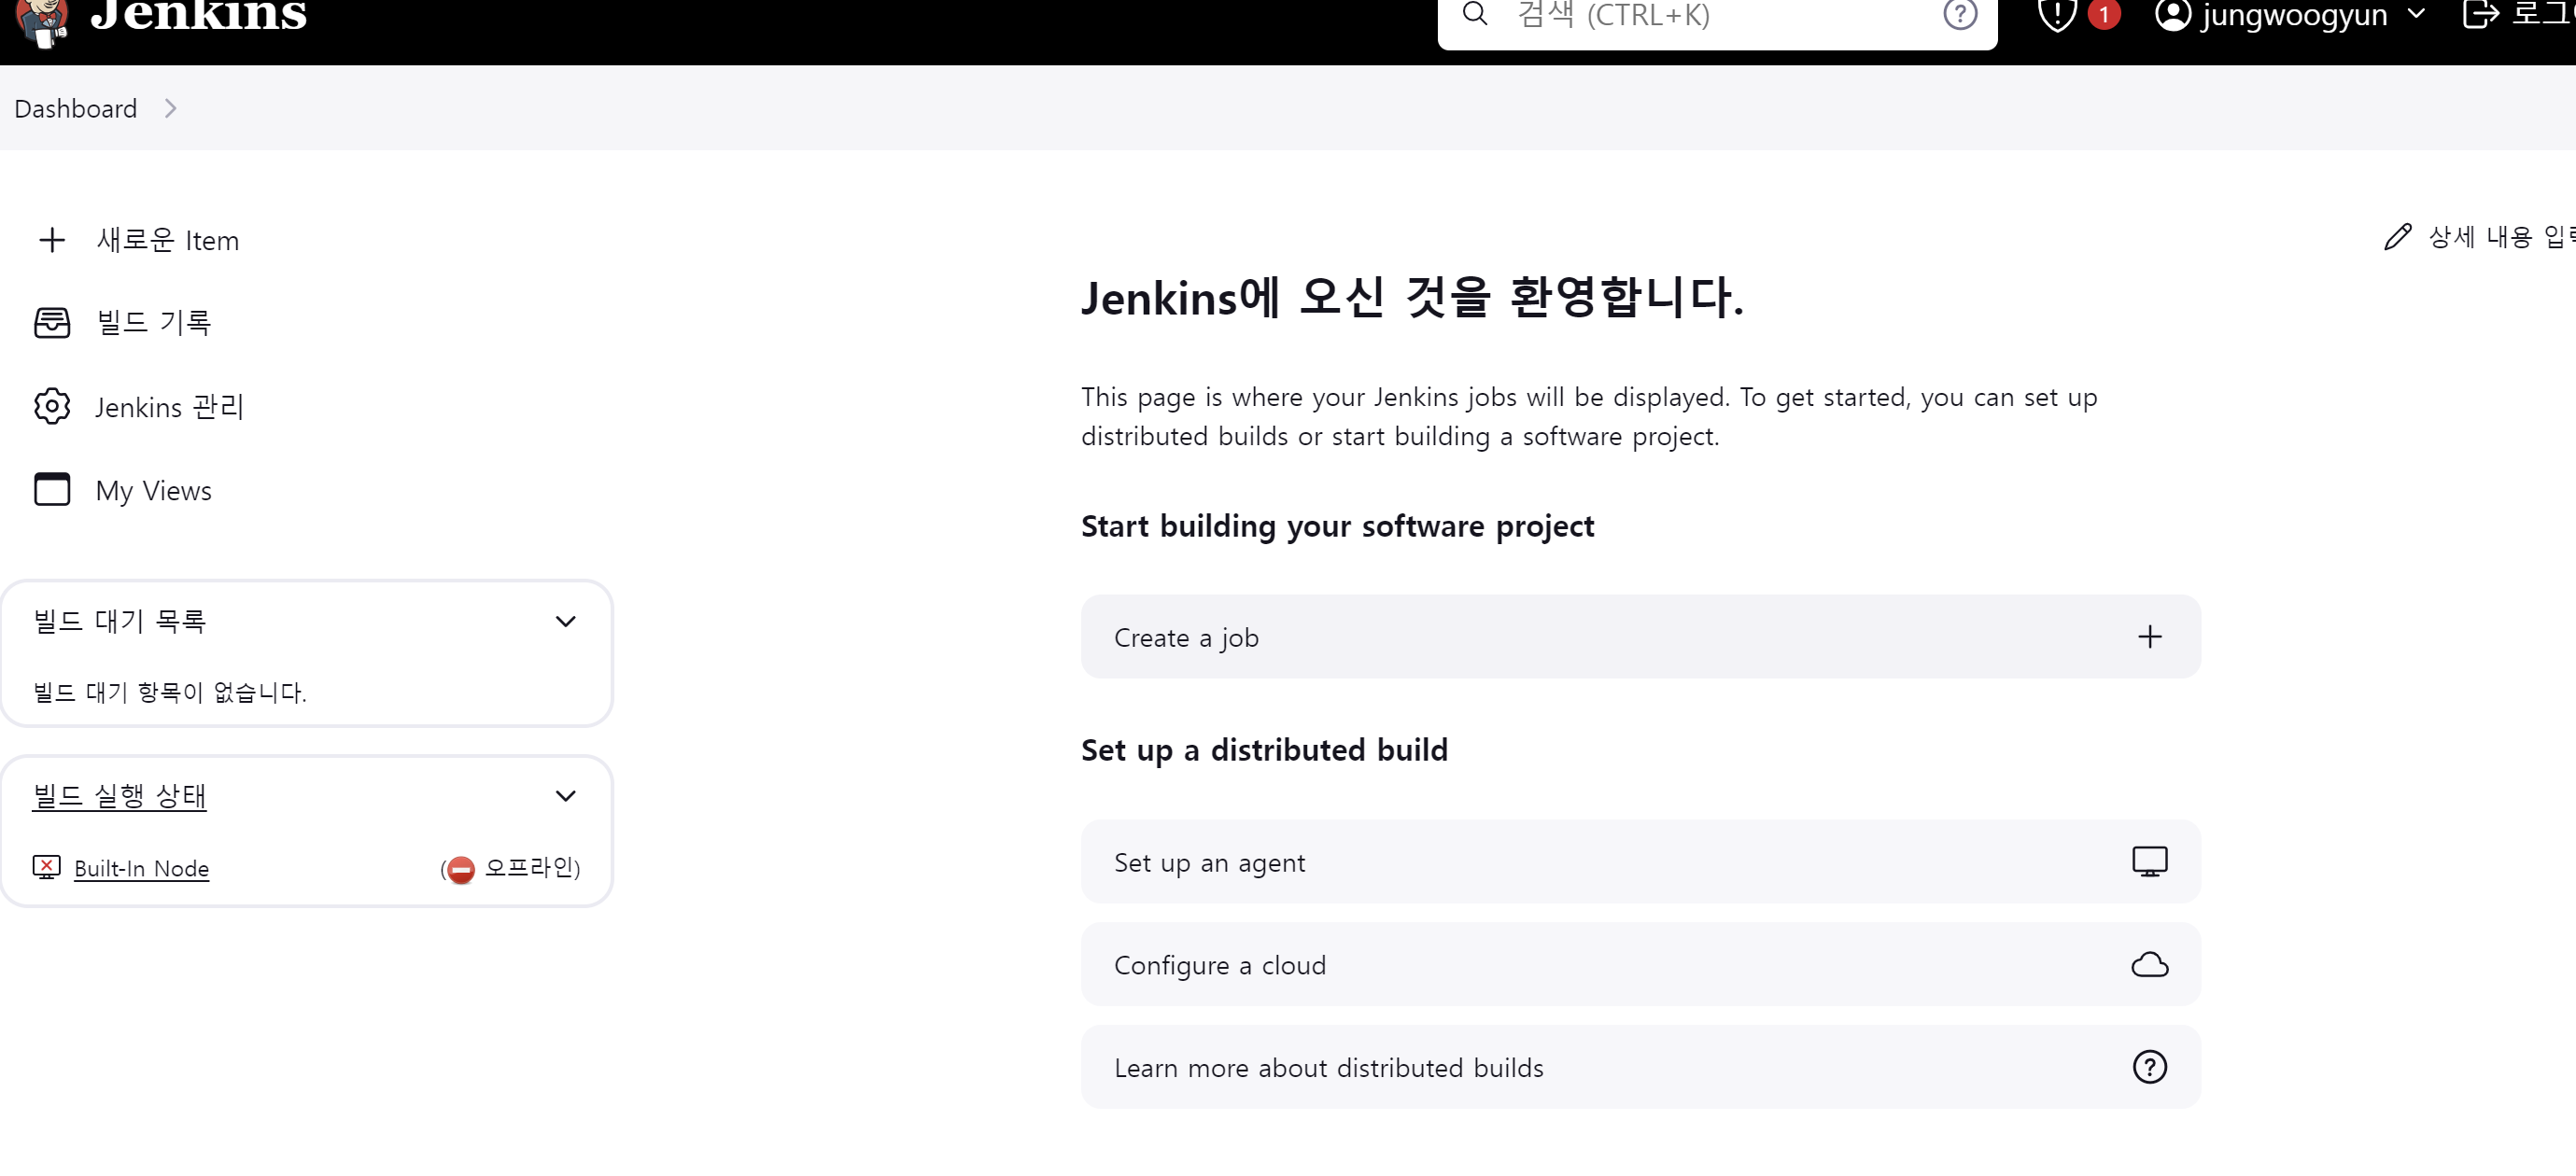 Jenkins
검색 (CTRL+K)
1
jungwoogyun
Dashboard
새로운 Item
빌드 기록
Jenkins 관리
My Views
빌드 대기 목록
빌드 대기 항목이 없습니다.
빌드 실행 상태
Built-In Node
(오프라인)
상세 내용
Jenkins에 오신 것을 환영합니다.
This page is where your Jenkins jobs will be displayed. To get started, you can set up
distributed builds or start building a software project.
Start building your software project
Create a job
Set up a distributed build
Set up an agent
Configure a cloud
Learn more about distributed builds